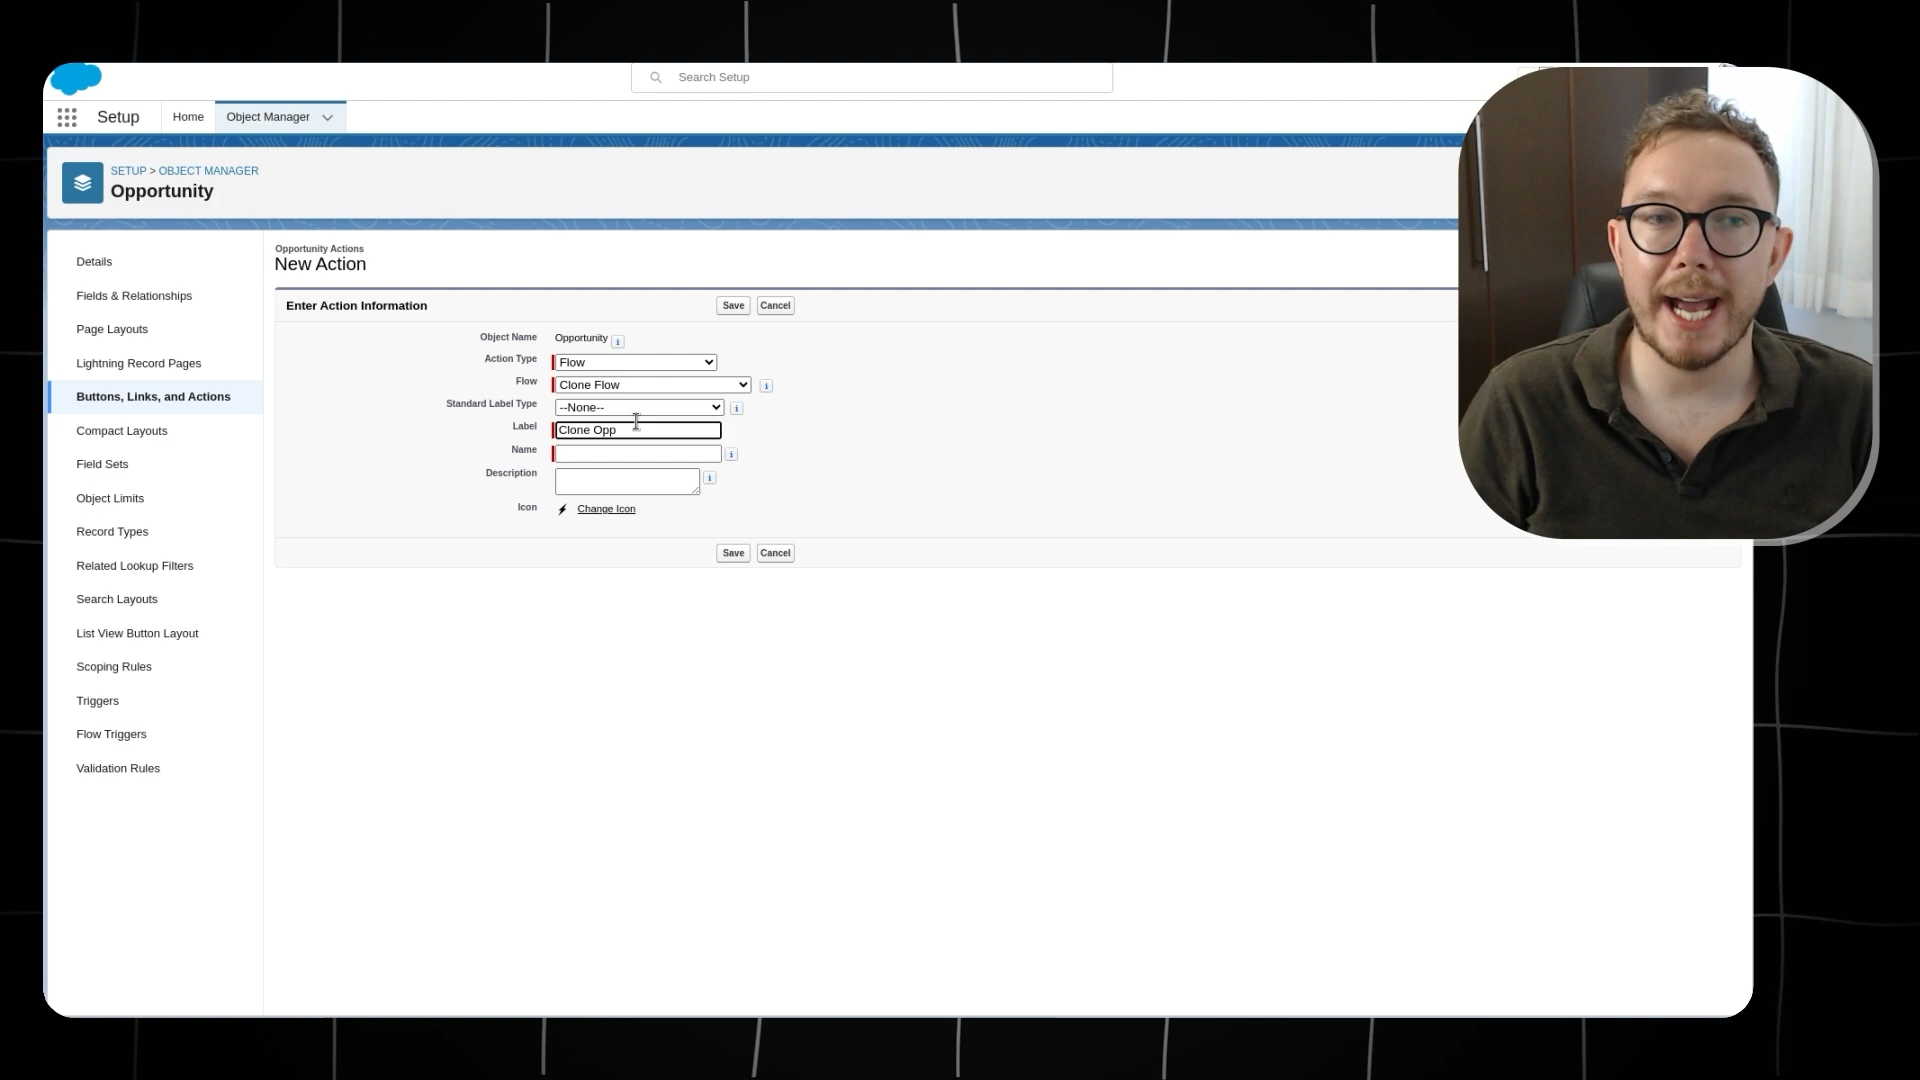 Search Setup
Setup
Home
Object Manager
SETUP > OBJECT MANAGER
Opportunity
Details
Fields & Relationships
Page Layouts
Lightning Record Pages
Buttons, Links, and Actions
Compact Layouts
Field Sets
Object Limits
Record Types
Related Lookup Filters
Search Layouts
List View Button Layout
Scoping Rules
Triggers
Flow Triggers
Validation Rules
Opportunity Actions
New Action
Enter Action Information
Save Cancel
Object Name Opportunity i
Action Type Flow
Flow Clone Flow i
Standard Label Type --None-- i
Label Clone Opp
Name i
Description i
Icon Change Icon
Save Cancel